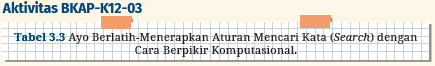 Aktivitas BKAP-K12-03
Tabel 3.3 Ayo Berlatih-Menerapkan Aturan Mencari Kata (Search) dengan
Cara Berpikir Komputasional.